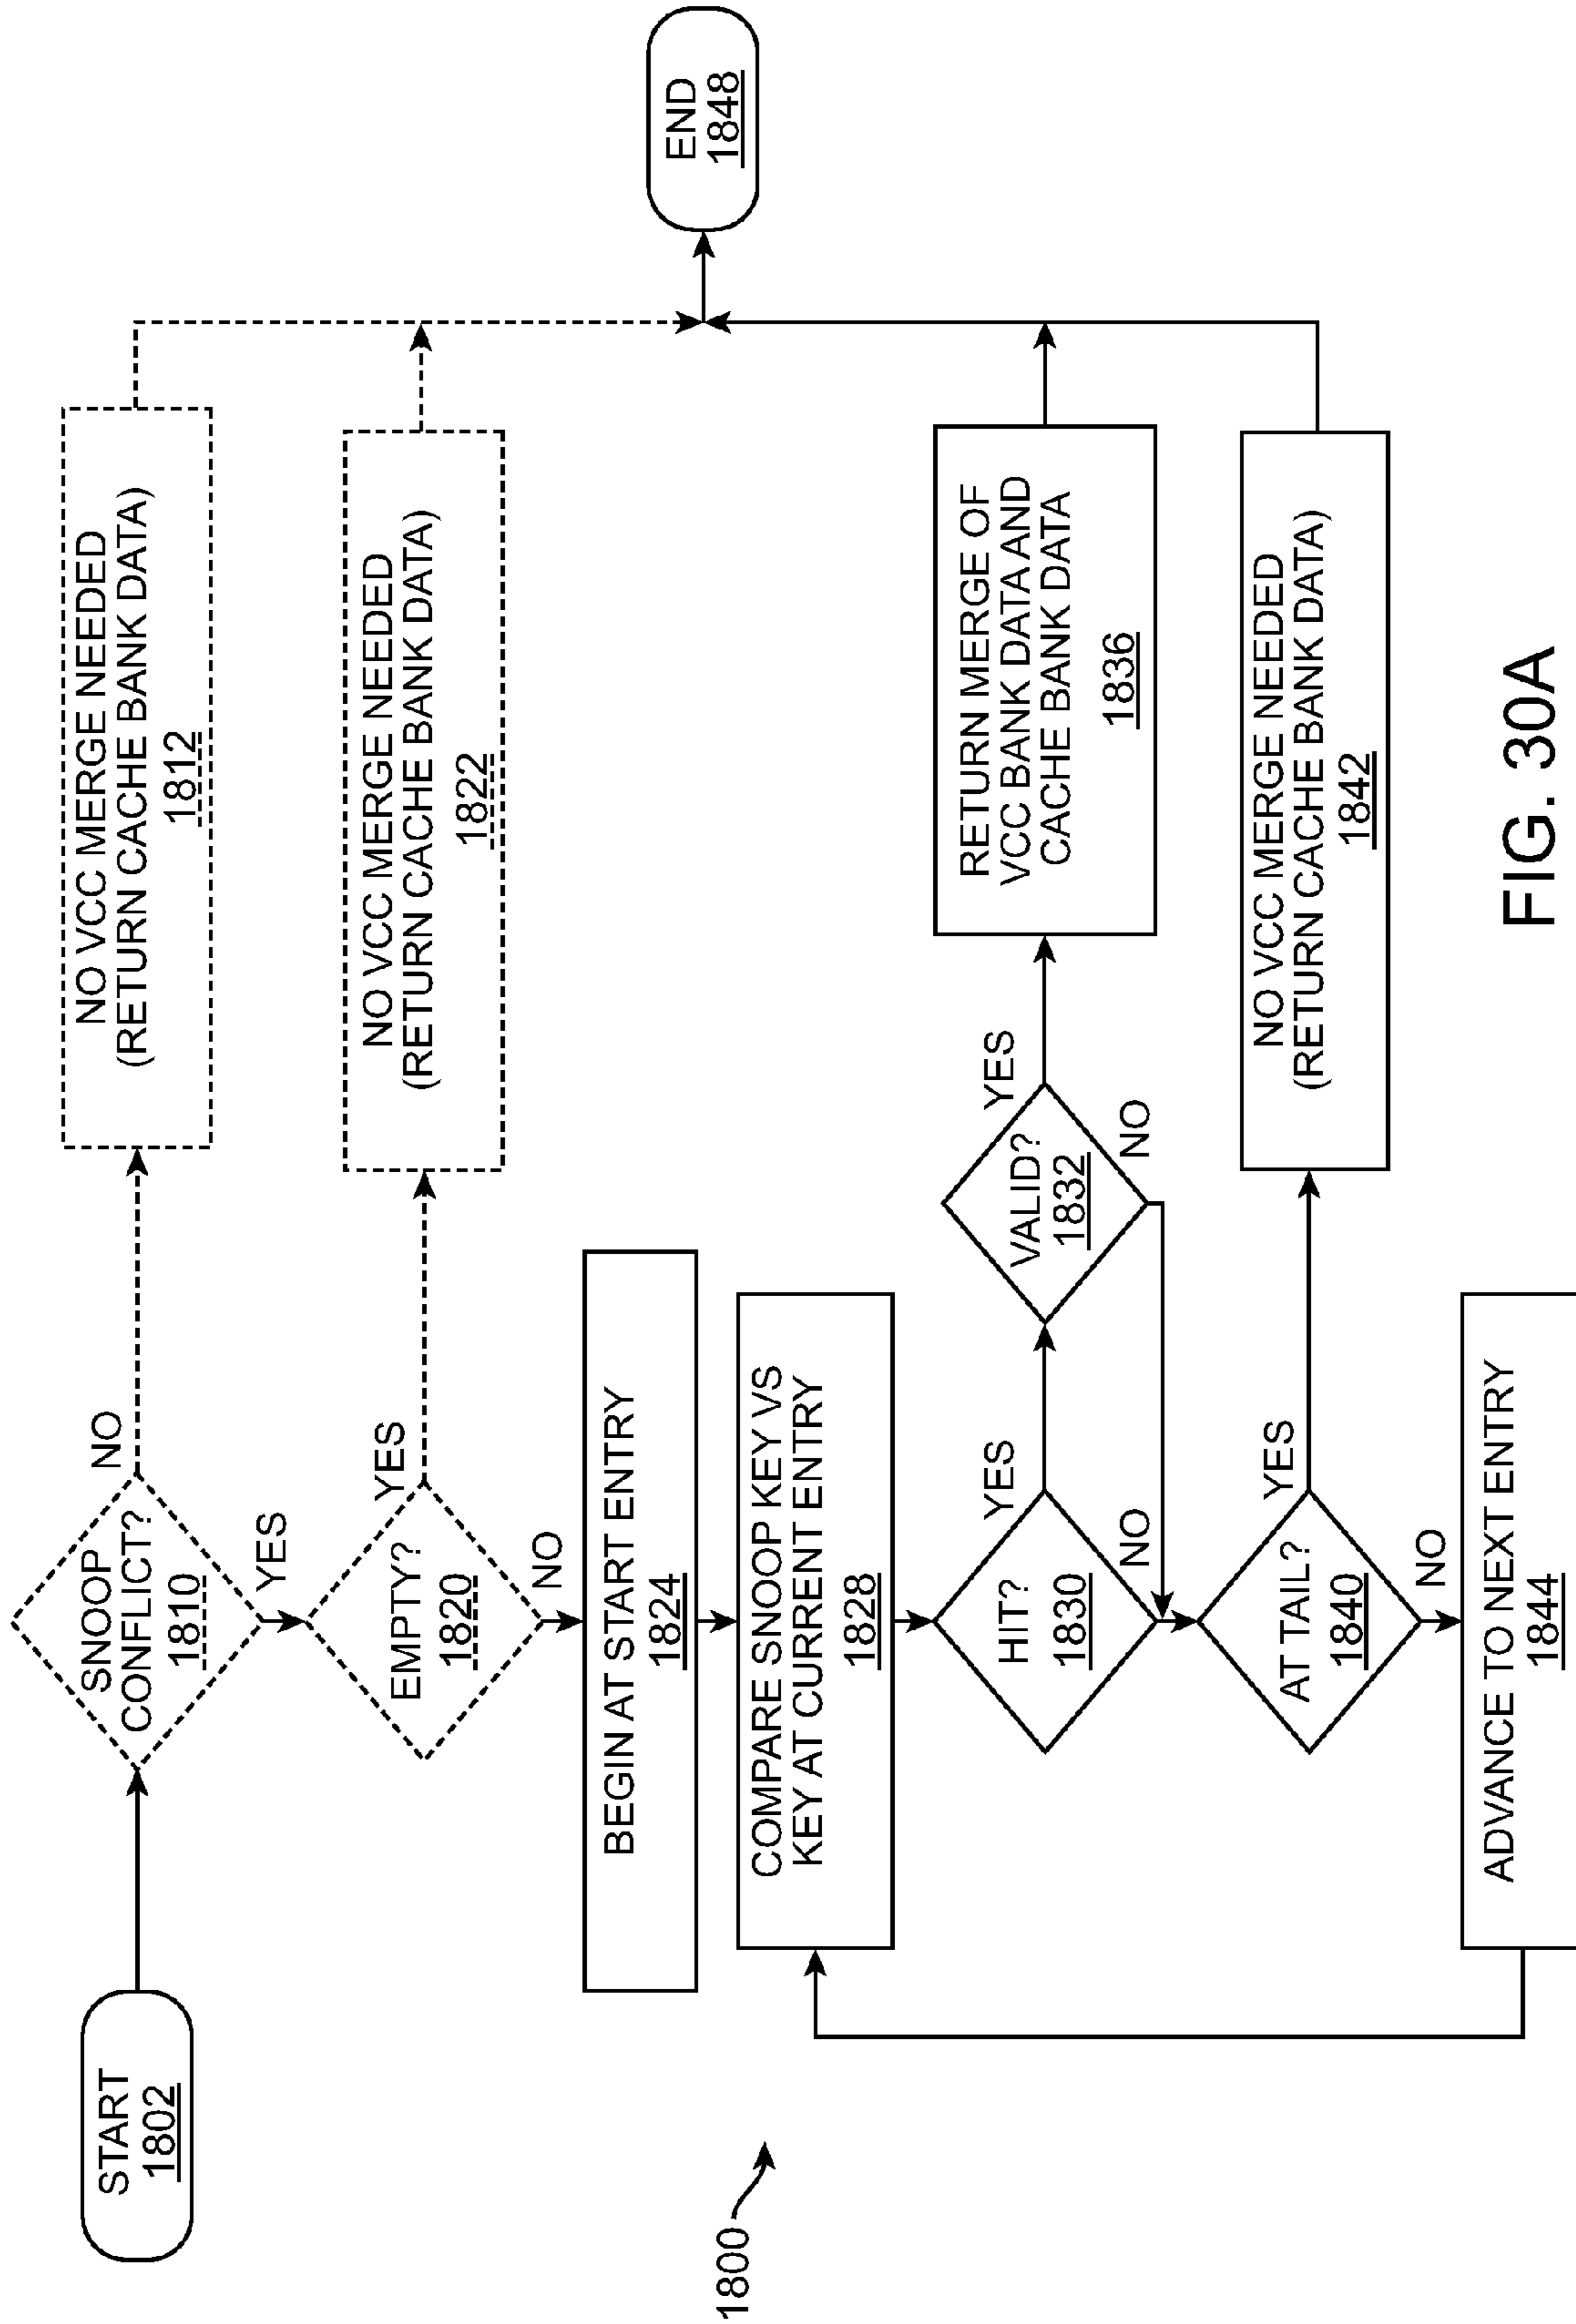 START
1802
SNOOP
CONFLICT?
1810
NO
YES
NO VCC MERGE NEEDED
(RETURN CACHE BANK DATA)
1812
EMPTY?
1820
YES
NO
NO VCC MERGE NEEDED
(RETURN CACHE BANK DATA)
1822
END
1848
BEGIN AT START ENTRY
1824
COMPARE SNOOP KEY VS
KEY AT CURRENT ENTRY
1828
HIT?
1830
YES
NO
VALID?
1832
YES
NO
RETURN MERGE OF
VCC BANK DATA AND
CACHE BANK DATA
1836
AT TAIL?
1840
YES
NO
NO VCC MERGE NEEDED
(RETURN CACHE BANK DATA)
1842
ADVANCE TO NEXT ENTRY
1844
1800
FIG. 30A